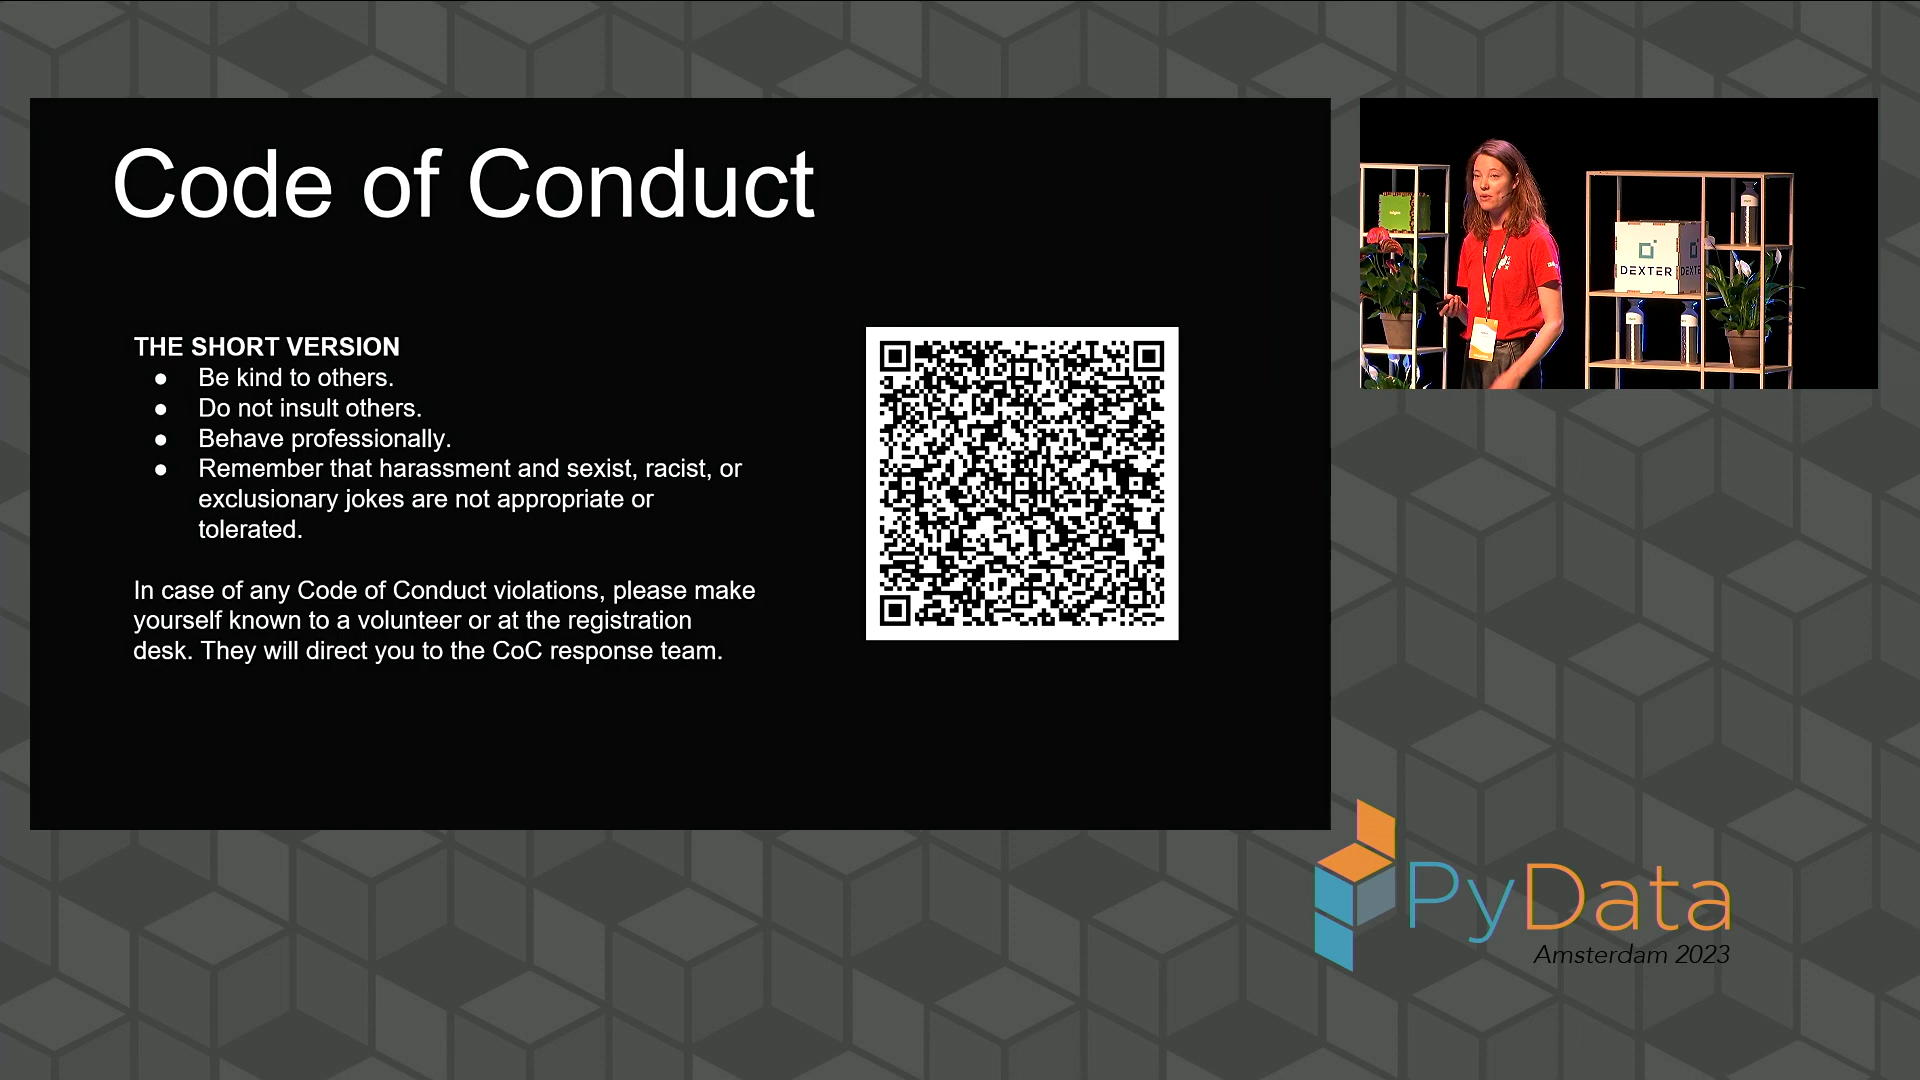 Code of Conduct
THE SHORT VERSION
● Be kind to others.
● Do not insult others.
● Behave professionally.
● Remember that harassment and sexist, racist, or
exclusionary jokes are not appropriate or
tolerated.
In case of any Code of Conduct violations, please make
yourself known to a volunteer or at the registration
desk. They will direct you to the CoC response team.
DEXTER
PyData
Amsterdam 2023